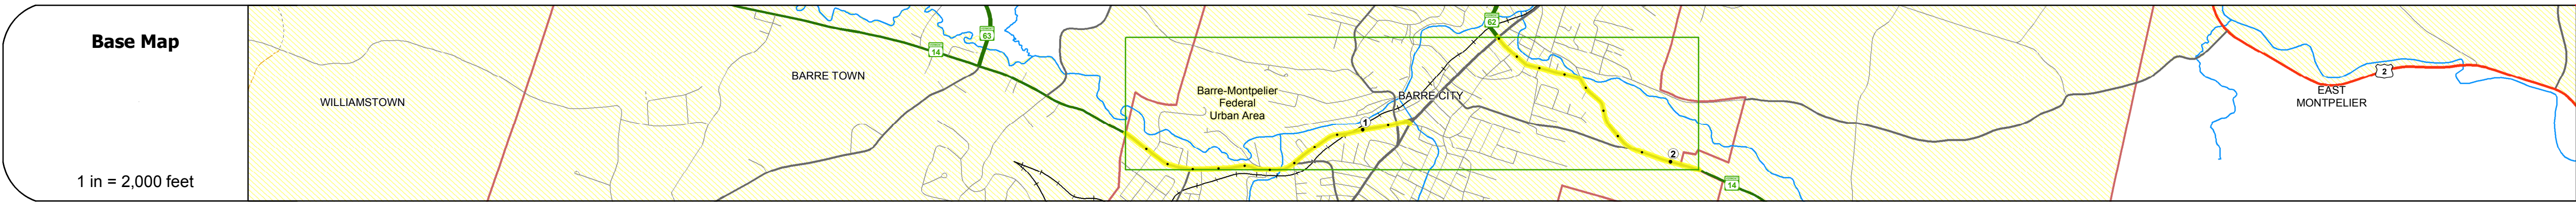 Base Map
1 in = 2,000 feet
WILLIAMSTOWN
BARRE TOWN
14
63
Barre-Montpelier
Federal
Urban Area
1
BARRE CITY
62
2
14
EAST
MONTPELIER
2